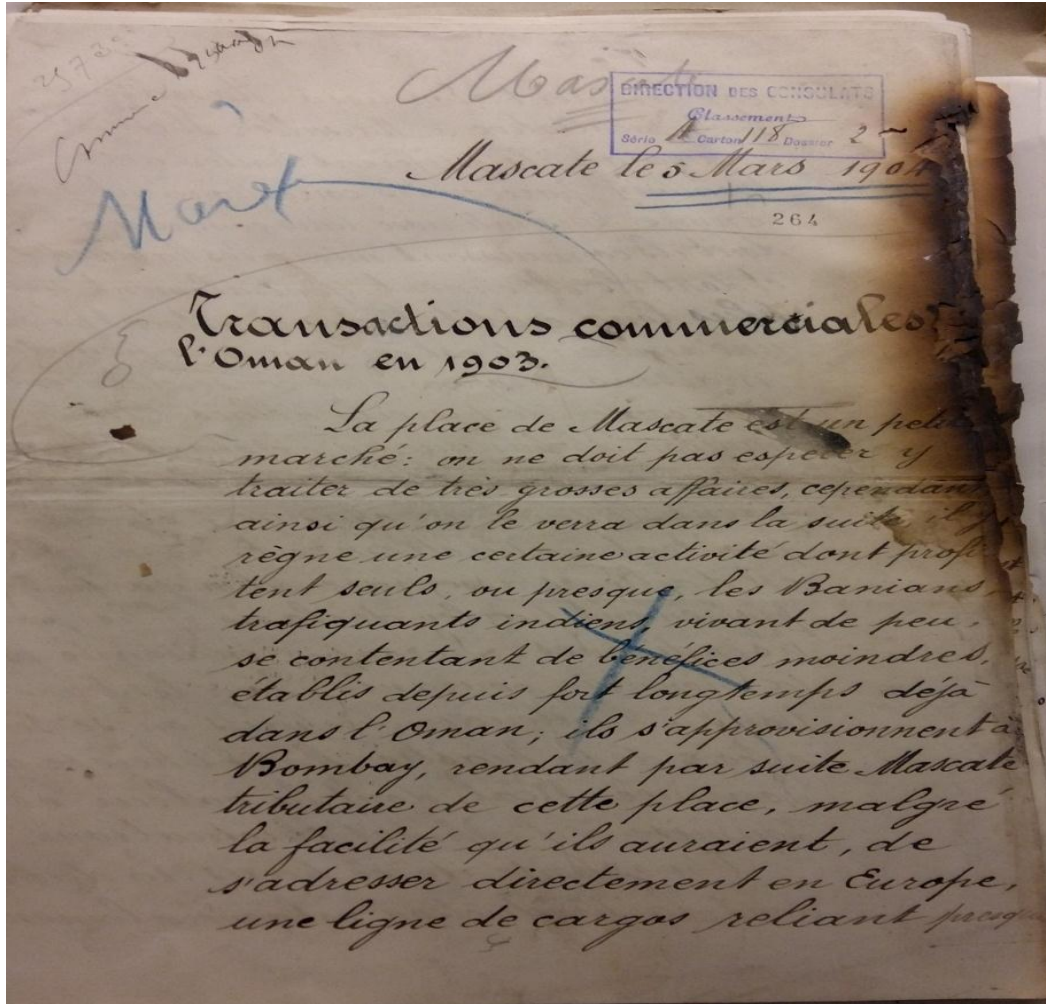 Mascate
DIRECTION DES CONSULATS
Classement
Série A Carton 118 Dossier 2
Mascate le 5 Mars 1904
264
Transactions commerciales
l'Oman en 1903.
La place de Mascate est un petit
marché: on ne doit pas espérer y
traiter de très grosses affaires, cependant
ainsi qu'on le verra dans la suite il y
règne une certaine activité dont profi-
tent seuls, ou presque, les Banians,
trafiquants indiens, vivant de peu,
se contentant de bénéfices moindres,
établis depuis fort longtemps déjà
dans l'Oman; ils s'approvisionnent à
Bombay, rendant par suite Mascate
tributaire de cette place, malgré
la facilité qu'ils auraient, de
s'adresser directement en Europe,
une ligne de cargos reliant presque